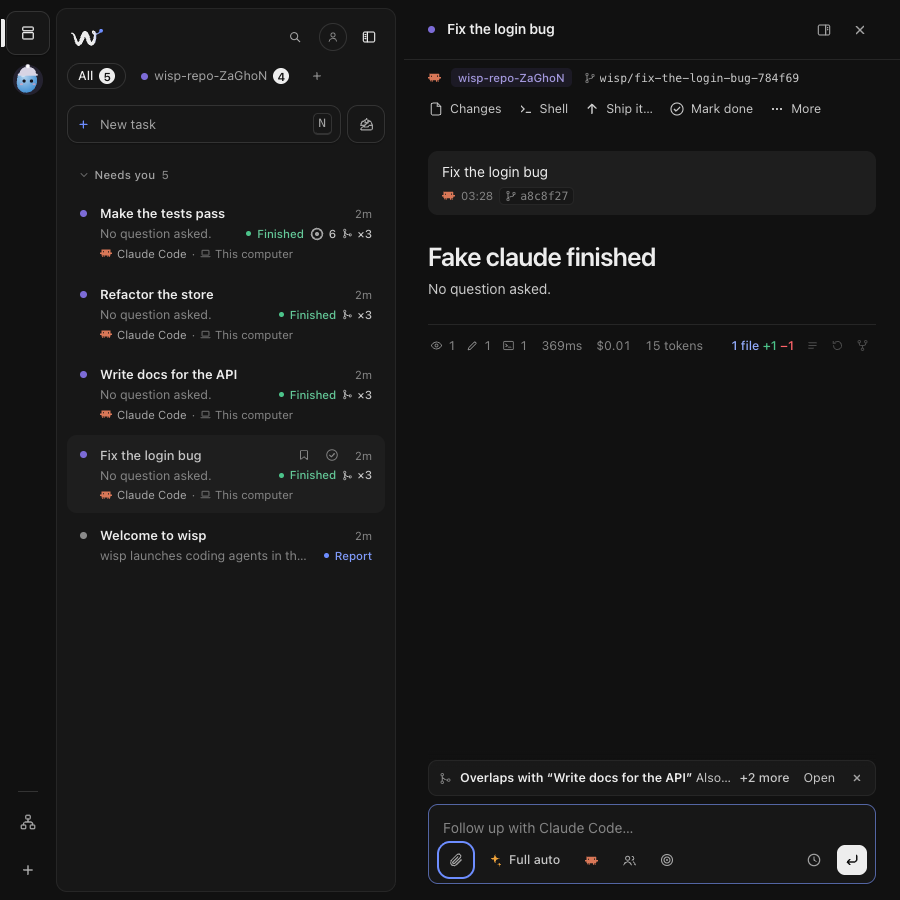 All 5
wisp-repo-ZaGhoN 4
New task N
Needs you 5
Make the tests pass 2m
No question asked. Finished 6 ×3
Claude Code · This computer
Refactor the store 2m
No question asked. Finished ×3
Claude Code · This computer
Write docs for the API 2m
No question asked. Finished ×3
Claude Code · This computer
Fix the login bug 2m
No question asked. Finished ×3
Claude Code · This computer
Welcome to wisp 2m
wisp launches coding agents in th... Report
Fix the login bug
wisp-repo-ZaGhoN wisp/fix-the-login-bug-784f69
Changes Shell Ship it... Mark done More
Fix the login bug
03:28 a8c8f27
Fake claude finished
No question asked.
1 1 1 369ms $0.01 15 tokens 1 file +1 −1
Overlaps with “Write docs for the API” Also... +2 more Open
Follow up with Claude Code...
Full auto